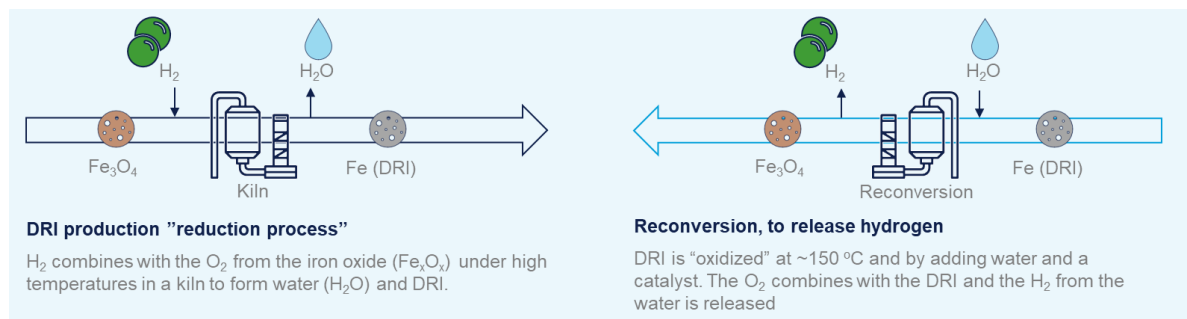 H₂
H₂O
Fe₃O₄
Fe (DRI)
Kiln
DRI production ”reduction process”
H₂ combines with the O₂ from the iron oxide (FeₓOₓ) under high
temperatures in a kiln to form water (H₂O) and DRI.
H₂
H₂O
Fe₃O₄
Fe (DRI)
Reconversion
Reconversion, to release hydrogen
DRI is “oxidized” at ~150 ºC and by adding water and a
catalyst. The O₂ combines with the DRI and the H₂ from the
water is released